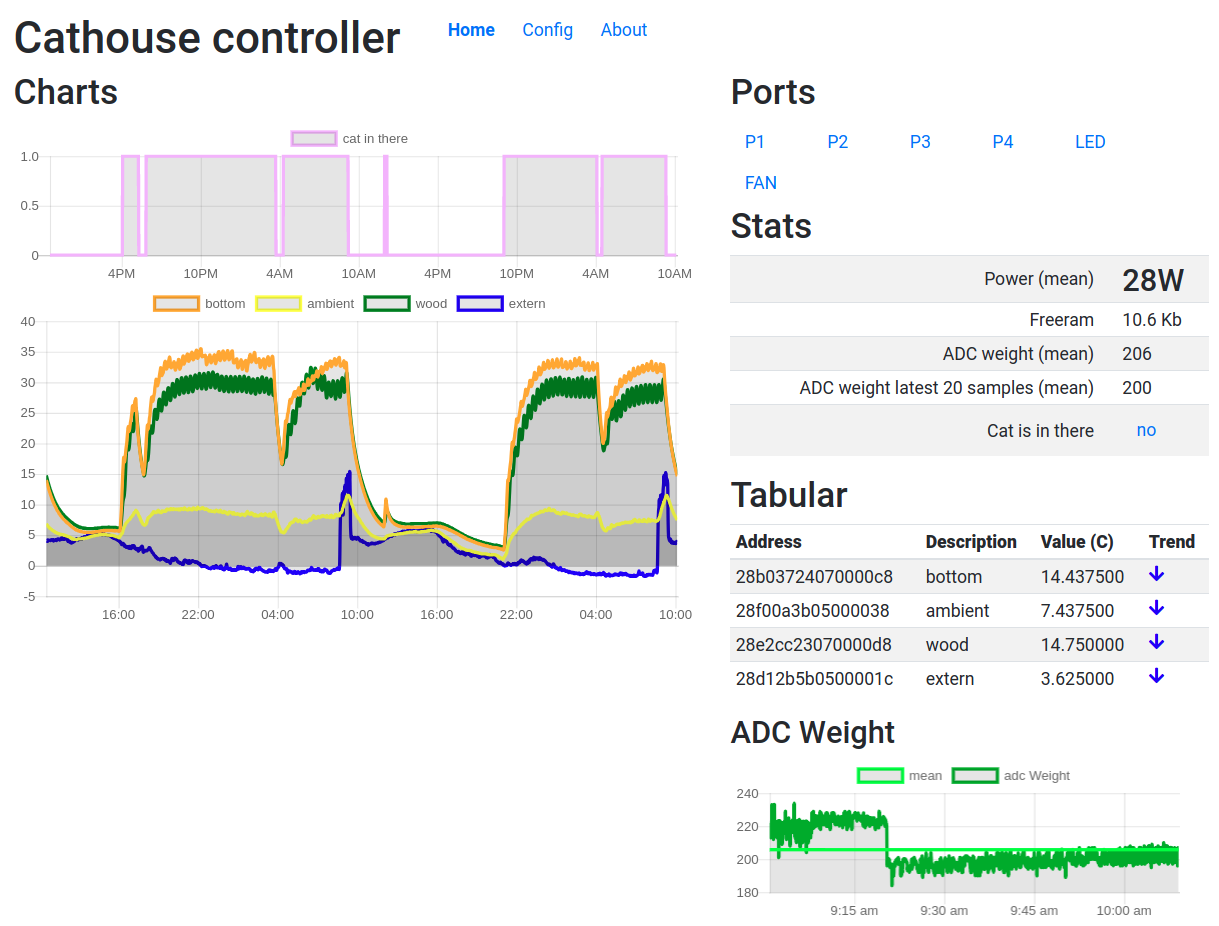 Cathouse controller
Home Config About
Charts
cat in there
1.0
0.5
0
4PM 10PM 4AM 10AM 4PM 10PM 4AM 10AM
bottom ambient wood extern
40
35
30
25
20
15
10
5
0
-5
16:00 22:00 04:00 10:00 16:00 22:00 04:00 10:00
Ports
P1 P2 P3 P4 LED
FAN
Stats
Power (mean) 28W
Freeram 10.6 Kb
ADC weight (mean) 206
ADC weight latest 20 samples (mean) 200
Cat is in there no
Tabular
Address Description Value (C) Trend
28b03724070000c8 bottom 14.437500
28f00a3b05000038 ambient 7.437500
28e2cc23070000d8 wood 14.750000
28d12b5b0500001c extern 3.625000
ADC Weight
mean adc Weight
240
220
200
180
9:15 am 9:30 am 9:45 am 10:00 am